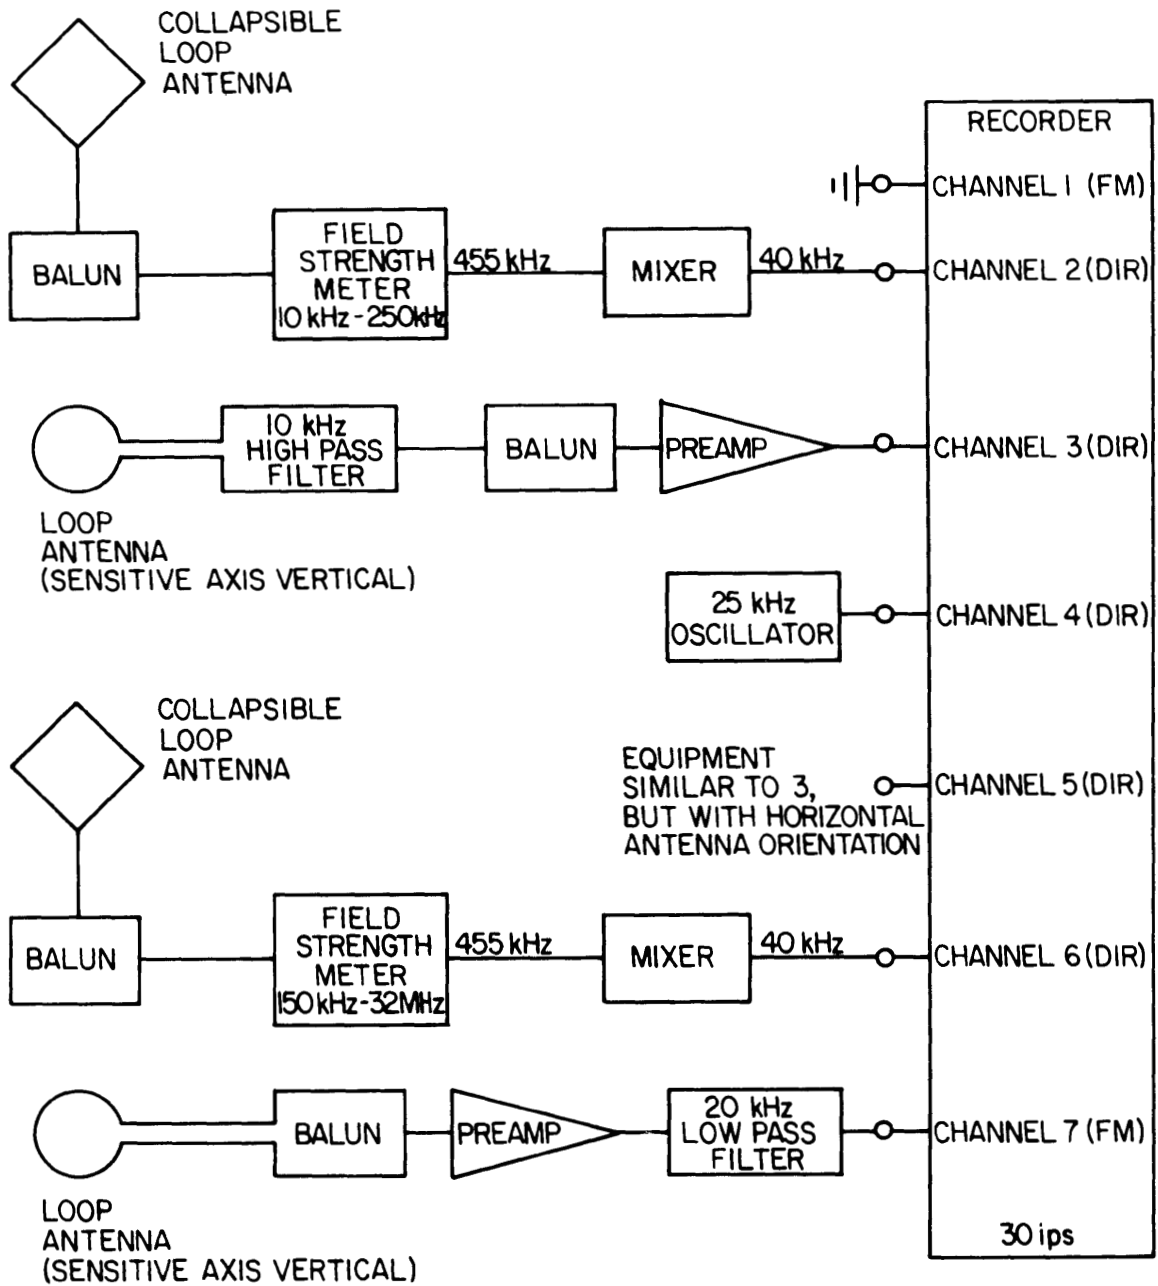 COLLAPSIBLE
LOOP
ANTENNA
RECORDER
CHANNEL 1 (FM)
BALUN
FIELD
STRENGTH
METER
10 kHz-250kHz
455 kHz
MIXER
40 kHz
CHANNEL 2 (DIR)
10 kHz
HIGH PASS
FILTER
BALUN
PREAMP
CHANNEL 3 (DIR)
LOOP
ANTENNA
(SENSITIVE AXIS VERTICAL)
25 kHz
OSCILLATOR
CHANNEL 4 (DIR)
COLLAPSIBLE
LOOP
ANTENNA
EQUIPMENT
SIMILAR TO 3,
BUT WITH HORIZONTAL
ANTENNA ORIENTATION
CHANNEL 5 (DIR)
BALUN
FIELD
STRENGTH
METER
150 kHz-32MHz
455 kHz
MIXER
40 kHz
CHANNEL 6 (DIR)
BALUN
PREAMP
20 kHz
LOW PASS
FILTER
CHANNEL 7 (FM)
LOOP
ANTENNA
(SENSITIVE AXIS VERTICAL)
30 ips